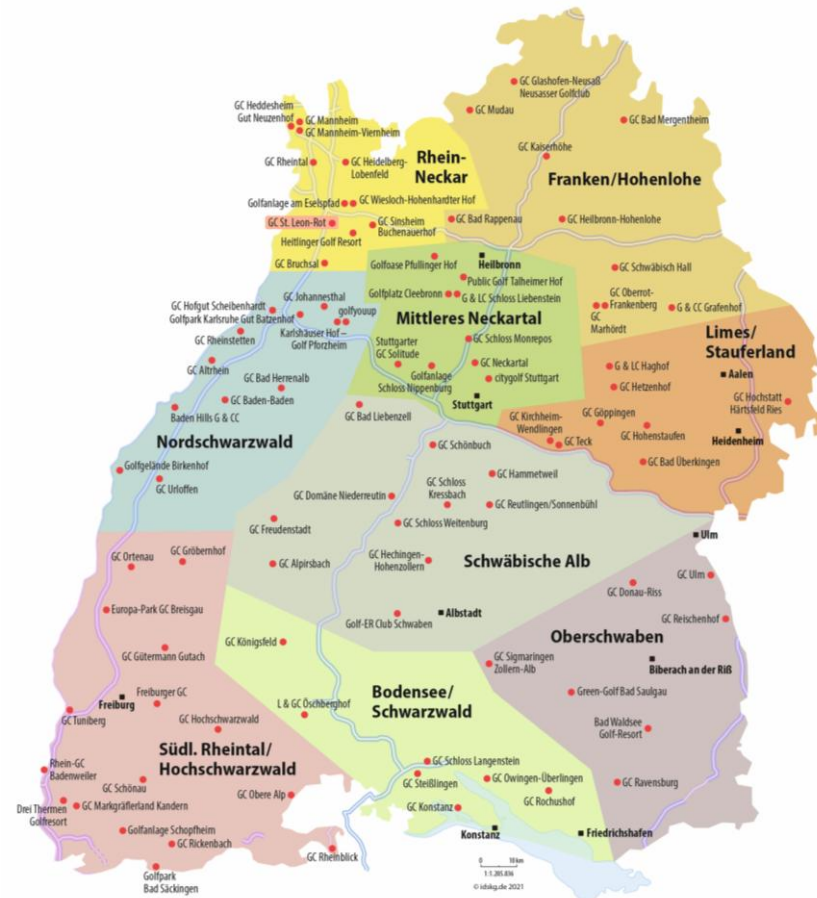 GC Glashofen-Neusaß
Neusasser Golfclub
GC Mudau
GC Bad Mergentheim
GC Heddesheim
Gut Neuzenhof
GC Mannheim
GC Mannheim-Viernheim
GC Kaiserhöhe
GC Rheintal
GC Heidelberg-
Lobenfeld
Rhein-
Neckar
Franken/Hohenlohe
Golfanlage am Eselspfad
GC Wiesloch-Hohenhardter Hof
GC St. Leon-Rot
GC Sinsheim
Buchenauerhof
GC Bad Rappenau
GC Heilbronn-Hohenlohe
Heitlinger Golf Resort
GC Bruchsal
Golfoase Pfullinger Hof
Heilbronn
GC Schwäbisch Hall
Public Golf Talheimer Hof
Golfplatz Cleebronn
G & LC Schloss Liebenstein
GC Oberrot-
Frankenberg
GC
Marhördt
G & CC Grafenhof
GC Johannesthal
GC Hofgut Scheibenhardt
golfyouup
Golfpark Karlsruhe Gut Batzenhof
Mittleres Neckartal
Karlshäuser Hof –
Golf Pforzheim
GC Rheinstetten
Limes/
Stauferland
Stuttgarter
GC Solitude
GC Schloss Monrepos
GC Altrhein
GC Neckartal
G & LC Haghof
Aalen
Golfanlage
Schloss Nippenburg
citygolf Stuttgart
GC Bad Herrenalb
GC Hetzenhof
GC Baden-Baden
Stuttgart
GC Hochstatt
Härtsfeld Ries
Baden Hills G & CC
GC Bad Liebenzell
GC Kirchheim-
Wendlingen
GC Göppingen
GC Hohenstaufen
Heidenheim
Nordschwarzwald
GC Schönbuch
GC Teck
GC Bad Überkingen
Golfgelände Birkenhof
GC Urloffen
GC Hammetweil
GC Schloss
Kressbach
GC Domäne Niederreutin
GC Reutlingen/Sonnenbühl
GC Freudenstadt
GC Schloss Weitenburg
Ulm
GC Ortenau
GC Gröbernhof
GC Alpirsbach
GC Hechingen-
Hohenzollern
Schwäbische Alb
GC Ulm
GC Donau-Riss
Europa-Park GC Breisgau
Golf-ER Club Schwaben
Albstadt
GC Reischenhof
Oberschwaben
GC Königsfeld
GC Gütermann Gutach
GC Sigmaringen
Zollern-Alb
Biberach an der Riß
Freiburg
Freiburger GC
Bodensee/
Schwarzwald
Green-Golf Bad Saulgau
L & GC Öschberghof
GC Tuniberg
GC Hochschwarzwald
Bad Waldsee
Golf-Resort
Südl. Rheintal/
Hochschwarzwald
Rhein-GC
Badenweiler
GC Schloss Langenstein
GC Schönau
GC Steißlingen
GC Owingen-Überlingen
GC Ravensburg
GC Obere Alp
GC Rochushof
Drei Thermen
Golfresort
GC Markgräflerland Kandern
GC Konstanz
Golfanlage Schopfheim
Konstanz
Friedrichshafen
GC Rickenbach
GC Rheinblick
Golfpark
Bad Säckingen
0 10 km
1:1.205.036
© idskg.de 2021